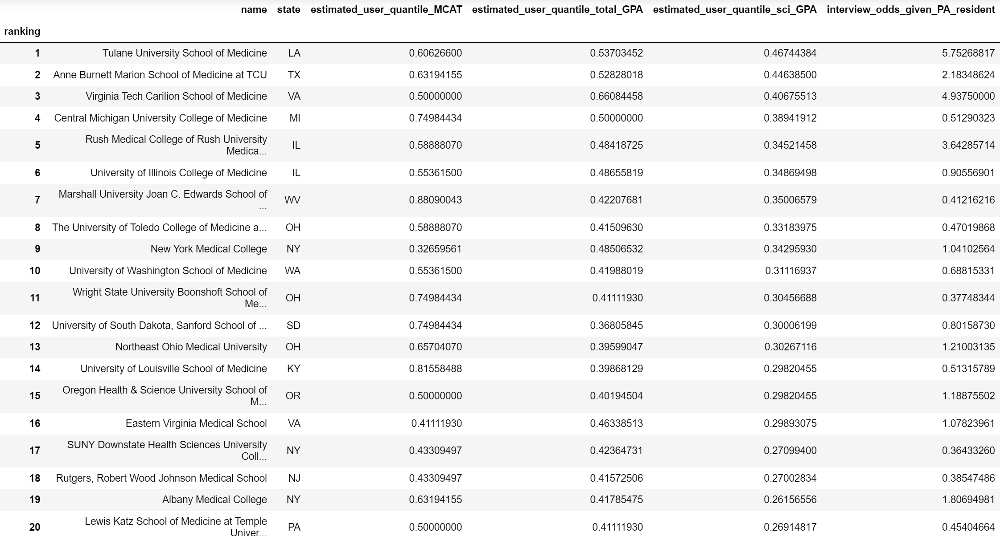 name state estimated_user_quantile_MCAT estimated_user_quantile_total_GPA estimated_user_quantile_sci_GPA interview_odds_given_PA_resident
ranking
1 Tulane University School of Medicine LA 0.60626600 0.53703452 0.46744384 5.75268817
2 Anne Burnett Marion School of Medicine at TCU TX 0.63194155 0.52828018 0.44638500 2.18348624
3 Virginia Tech Carilion School of Medicine VA 0.50000000 0.66084458 0.40675513 4.93750000
4 Central Michigan University College of Medicine MI 0.74984434 0.50000000 0.38941912 0.51290323
5 Rush Medical College of Rush University
Medica... IL 0.58888070 0.48418725 0.34521458 3.64285714
6 University of Illinois College of Medicine IL 0.55361500 0.48655819 0.34869498 0.90556901
7 Marshall University Joan C. Edwards School of
... WV 0.88090043 0.42207681 0.35006579 0.41216216
8 The University of Toledo College of Medicine a... OH 0.58888070 0.41509630 0.33183975 0.47019868
9 New York Medical College NY 0.32659561 0.48506532 0.34295930 1.04102564
10 University of Washington School of Medicine WA 0.55361500 0.41988019 0.31116937 0.68815331
11 Wright State University Boonshoft School of
Me... OH 0.74984434 0.41111930 0.30456688 0.37748344
12 University of South Dakota, Sanford School of ... SD 0.74984434 0.36805845 0.30006199 0.80158730
13 Northeast Ohio Medical University OH 0.65704070 0.39599047 0.30267116 1.21003135
14 University of Louisville School of Medicine KY 0.81558488 0.39868129 0.29820455 0.51315789
15 Oregon Health & Science University School of
M... OR 0.50000000 0.40194504 0.29820455 1.18875502
16 Eastern Virginia Medical School VA 0.41111930 0.46338513 0.29893075 1.07823961
17 SUNY Downstate Health Sciences University
Coll... NY 0.43309497 0.42364731 0.27099400 0.36433260
18 Rutgers, Robert Wood Johnson Medical School NJ 0.43309497 0.41572506 0.27002834 0.38547486
19 Albany Medical College NY 0.63194155 0.41785475 0.26156556 1.80694981
20 Lewis Katz School of Medicine at Temple
Univer... PA 0.50000000 0.41111930 0.26914817 0.45404664